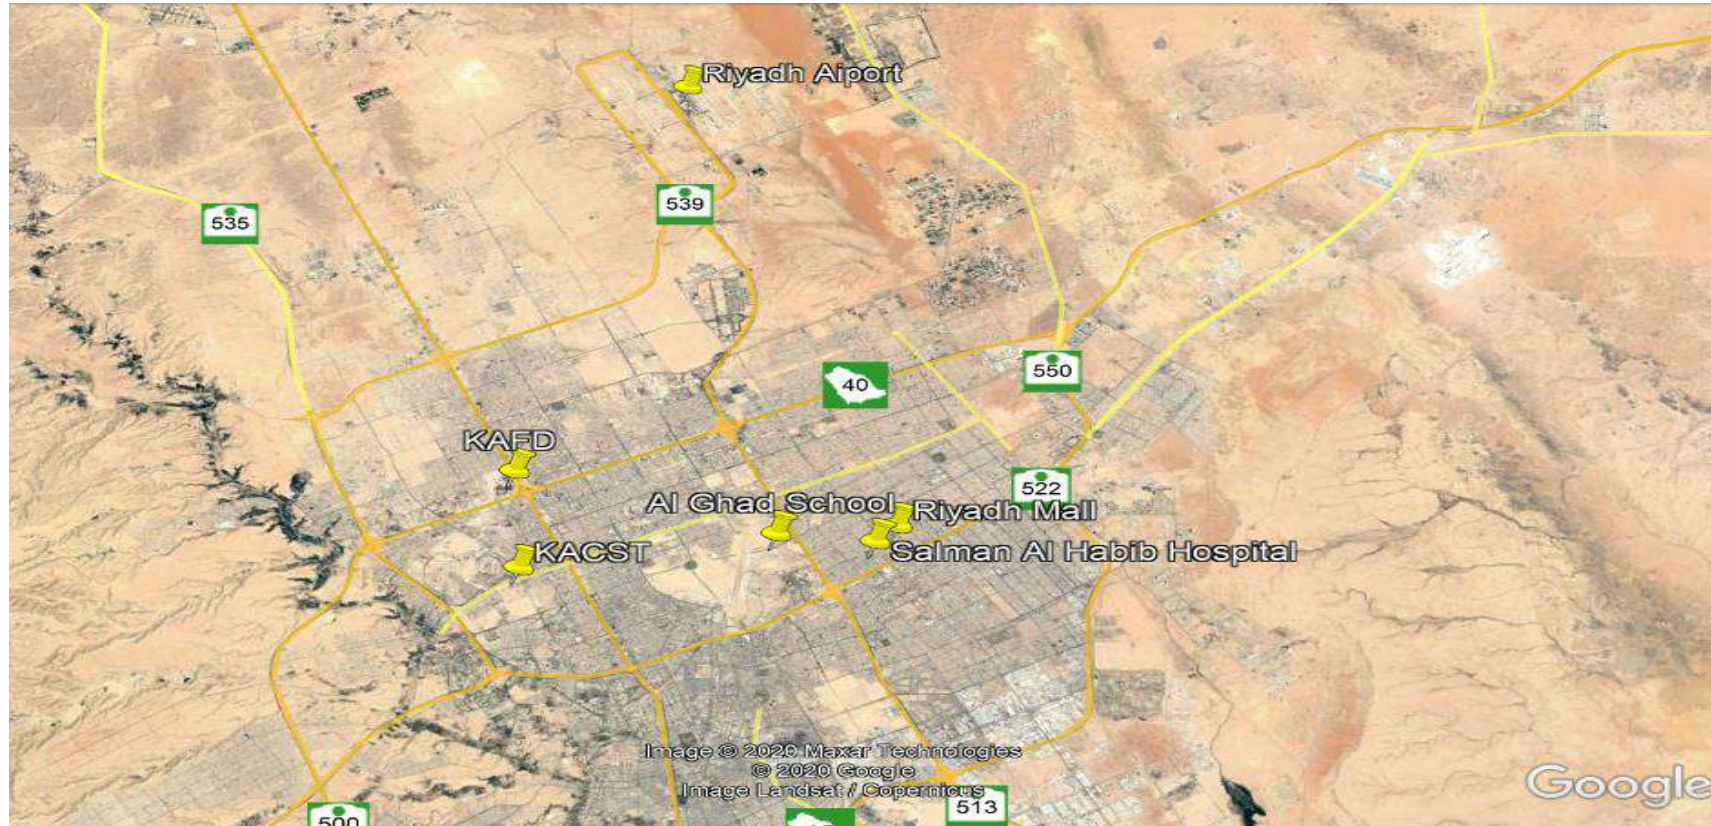 Riyadh Aiport
535
539
40
550
KAFD
522
Al Ghad School
Riyadh Mall
KACST
Salman Al Habib Hospital
Image © 2020 Maxar Technologies
© 2020 Google
Image Landsat / Copernicus
Google
513
500